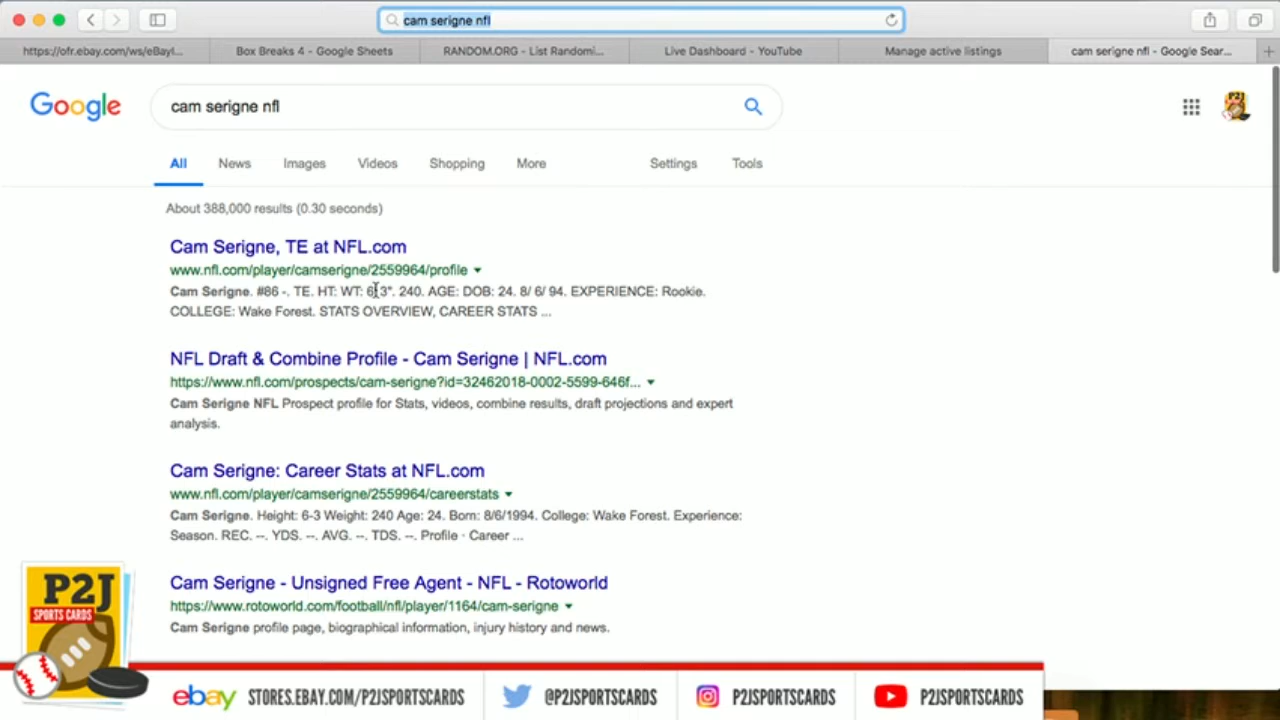 cam serigne nfl
https://ofr.ebay.com/ws/eBayI...
Box Breaks 4 - Google Sheets
RANDOM.ORG - List Randomi...
Live Dashboard - YouTube
Manage active listings
cam serigne nfl - Google Sear...
Google
cam serigne nfl
All News Images Videos Shopping More Settings Tools
About 388,000 results (0.30 seconds)
Cam Serigne, TE at NFL.com
www.nfl.com/player/camserigne/2559964/profile
Cam Serigne. #86 -. TE. HT: WT: 6'3". 240. AGE: DOB: 24. 8/ 6/ 94. EXPERIENCE: Rookie.
COLLEGE: Wake Forest. STATS OVERVIEW, CAREER STATS ...
NFL Draft & Combine Profile - Cam Serigne | NFL.com
https://www.nfl.com/prospects/cam-serigne?id=32462018-0002-5599-646f...
Cam Serigne NFL Prospect profile for Stats, videos, combine results, draft projections and expert
analysis.
Cam Serigne: Career Stats at NFL.com
www.nfl.com/player/camserigne/2559964/careerstats
Cam Serigne. Height: 6-3 Weight: 240 Age: 24. Born: 8/6/1994. College: Wake Forest. Experience:
Season. REC. --. YDS. --. AVG. --. TDS. --. Profile · Career ...
Cam Serigne - Unsigned Free Agent - NFL - Rotoworld
https://www.rotoworld.com/football/nfl/player/1164/cam-serigne
Cam Serigne profile page, biographical information, injury history and news.
P2J
SPORTS CARDS
ebay STORES.EBAY.COM/P2JSPORTSCARDS
@P2JSPORTSCARDS
P2JSPORTSCARDS
P2JSPORTSCARDS